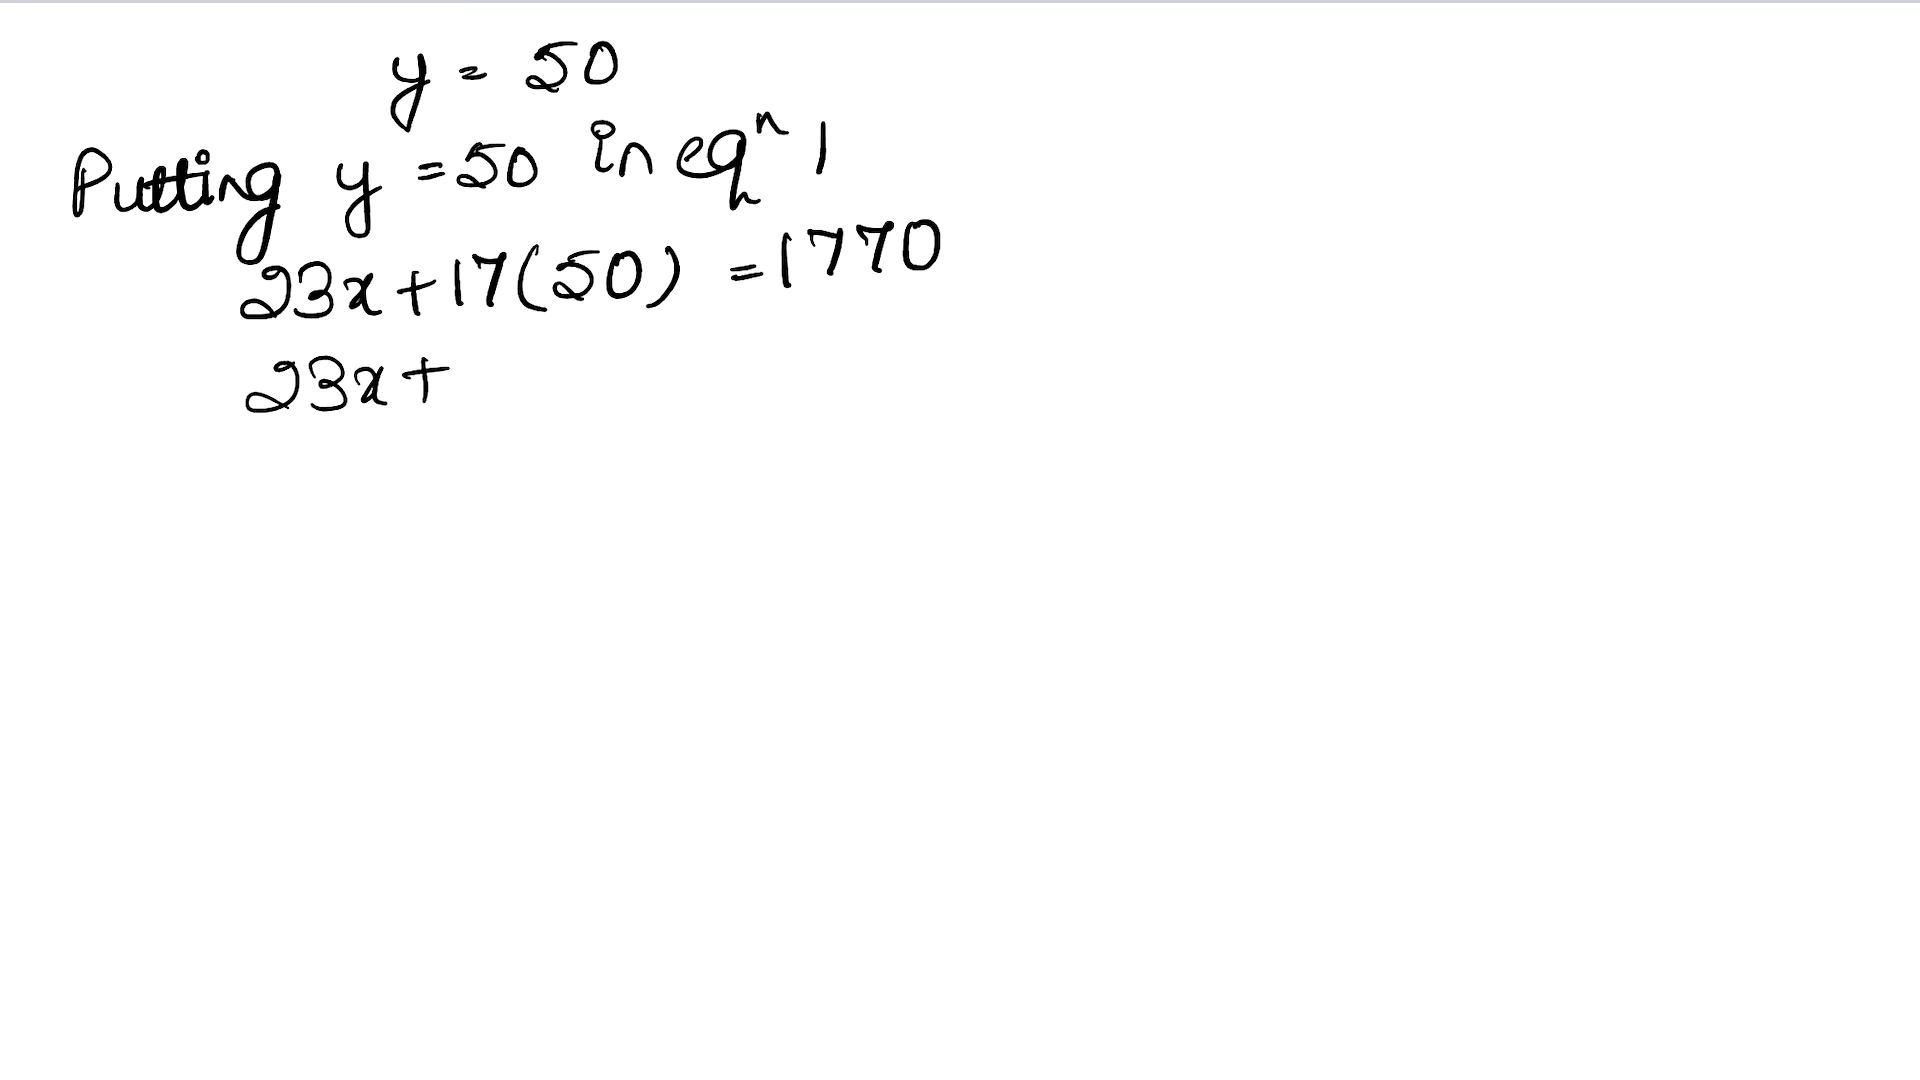 y = 50
Putting y = 50 in eqⁿ 1
23x + 17(50) = 1770
23x +